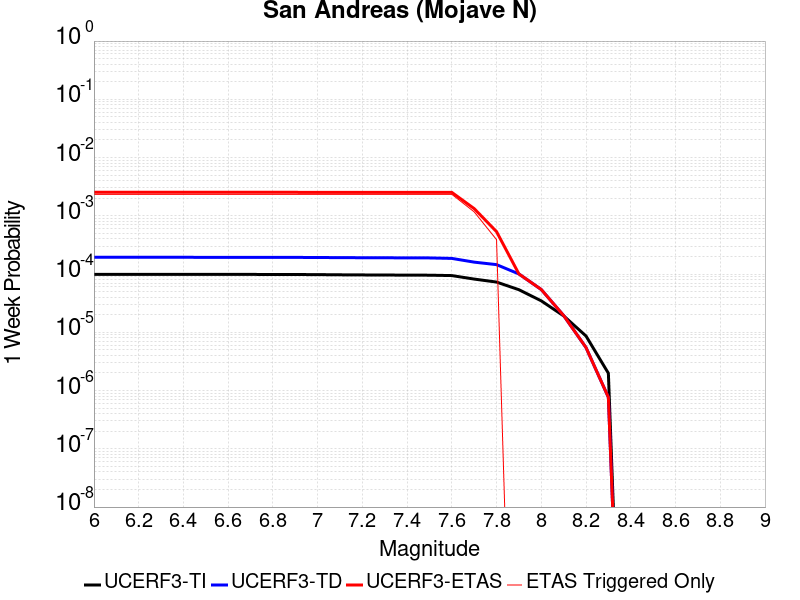 San Andreas (Mojave N)
1 Week Probability
10^0
10^-1
10^-2
10^-3
10^-4
10^-5
10^-6
10^-7
10^-8
6 6.2 6.4 6.6 6.8 7 7.2 7.4 7.6 7.8 8 8.2 8.4 8.6 8.8 9
Magnitude
UCERF3-TI UCERF3-TD UCERF3-ETAS ETAS Triggered Only